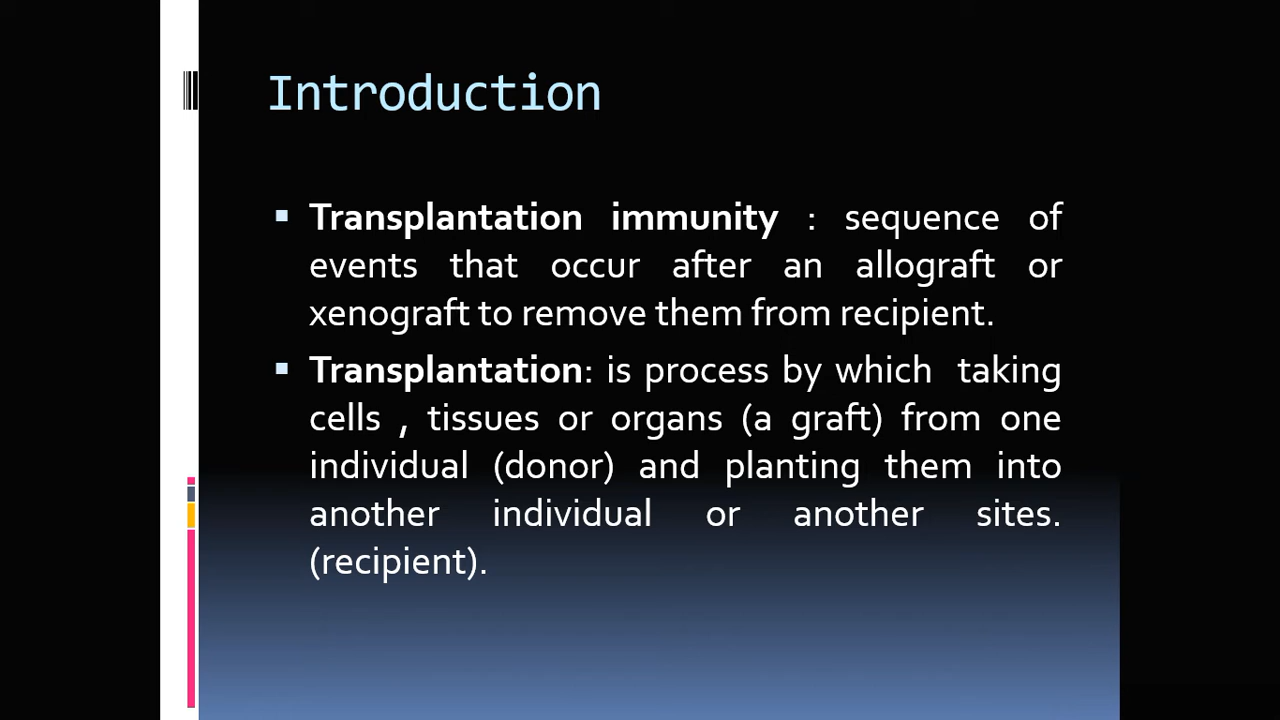 Introduction
Transplantation immunity : sequence of
events that occur after an allograft or
xenograft to remove them from recipient.
Transplantation: is process by which taking
cells , tissues or organs (a graft) from one
individual (donor) and planting them into
another individual or another sites.
(recipient).